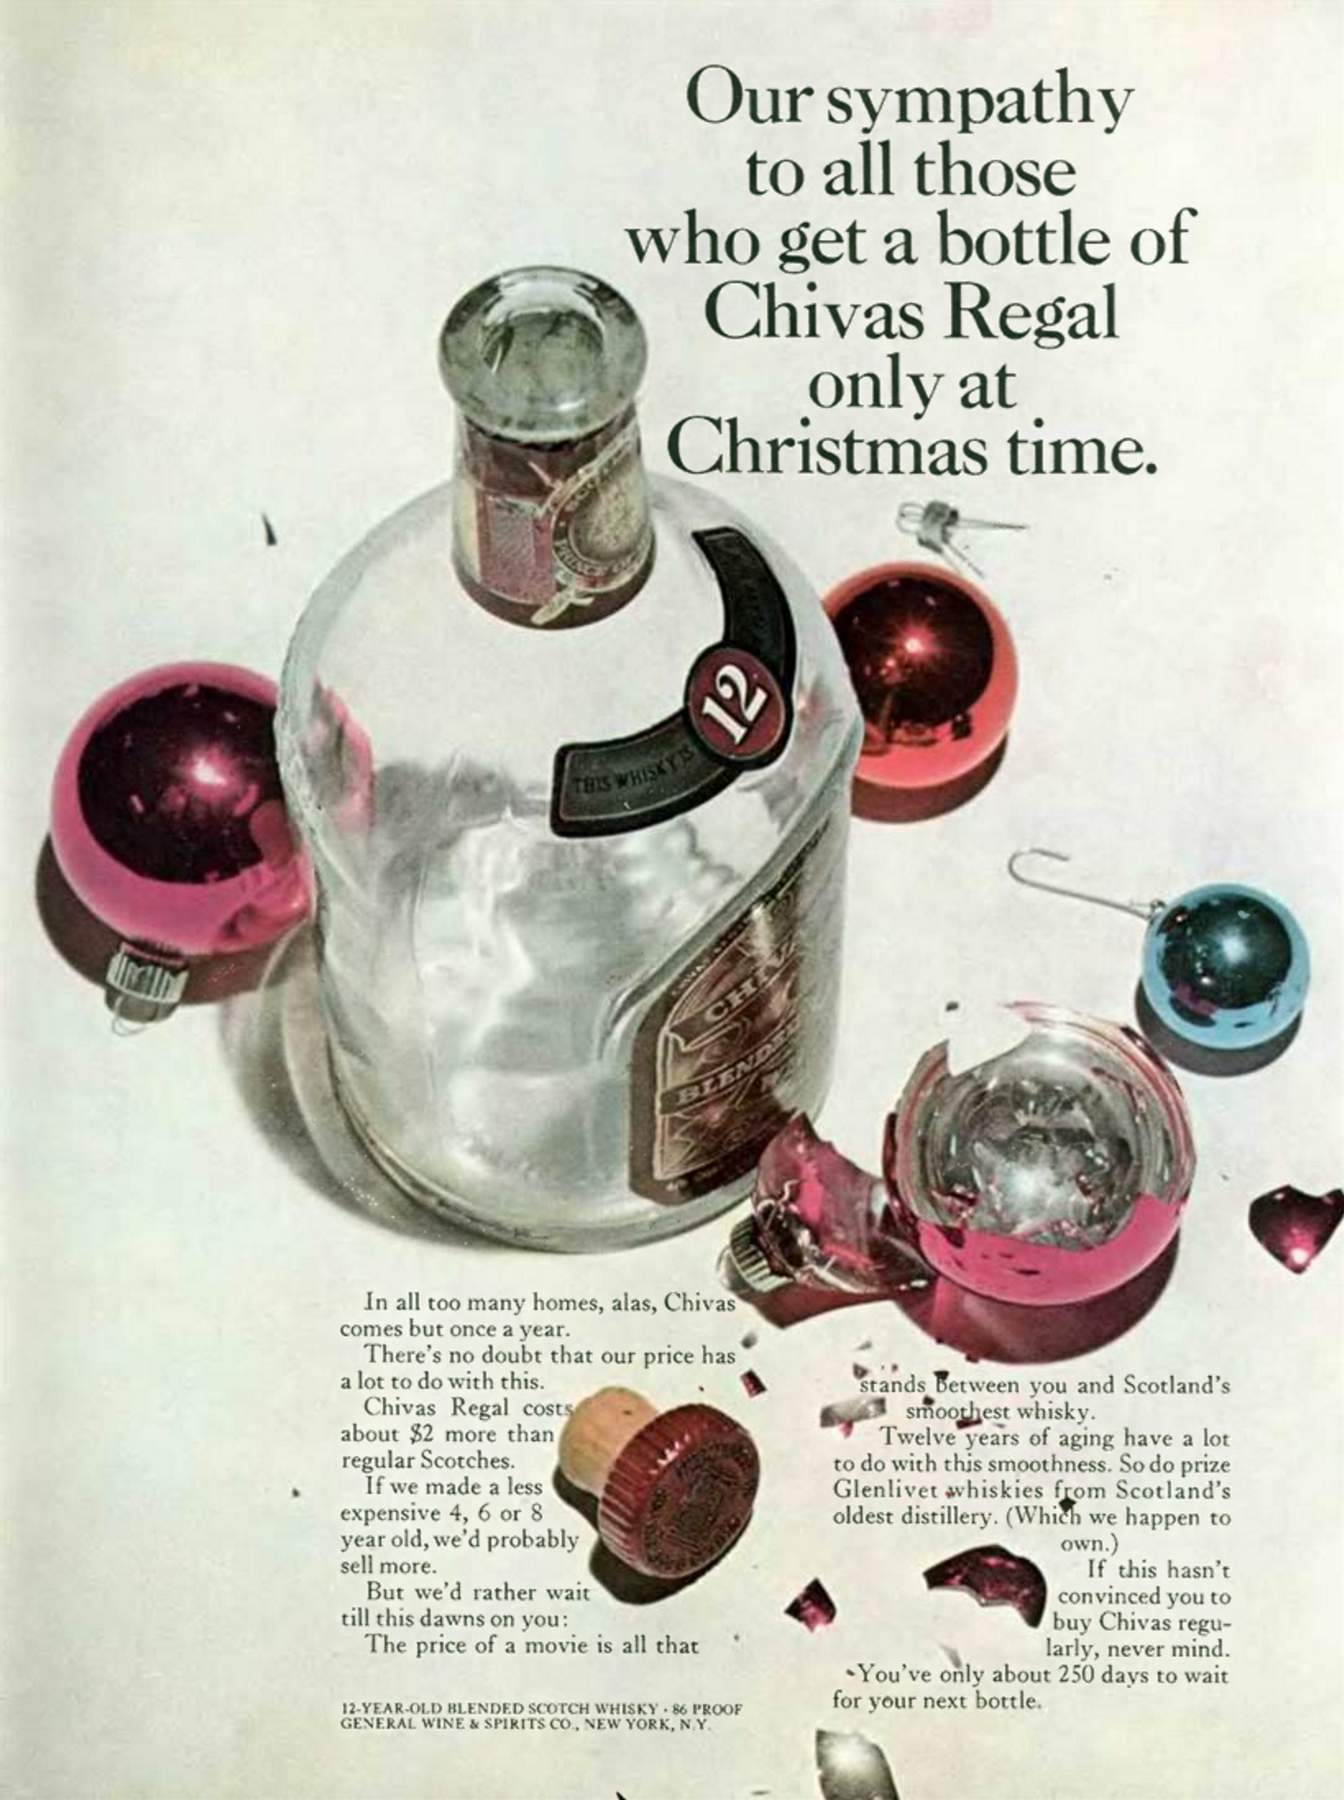 Our sympathy
to all those
who get a bottle of
Chivas Regal
only at
Christmas time.
THIS WHISKY IS
12
CHIVAS
BLENDED
In all too many homes, alas, Chivas
comes but once a year.
There's no doubt that our price has
a lot to do with this.
Chivas Regal costs
about $2 more than
regular Scotches.
If we made a less
expensive 4, 6 or 8
year old, we'd probably
sell more.
But we'd rather wait
till this dawns on you:
The price of a movie is all that
stands between you and Scotland's
smoothest whisky.
Twelve years of aging have a lot
to do with this smoothness. So do prize
Glenlivet whiskies from Scotland's
oldest distillery. (Which we happen to
own.)
If this hasn't
convinced you to
buy Chivas regu-
larly, never mind.
You've only about 250 days to wait
for your next bottle.
12-YEAR-OLD BLENDED SCOTCH WHISKY · 86 PROOF
GENERAL WINE & SPIRITS CO., NEW YORK, N.Y.